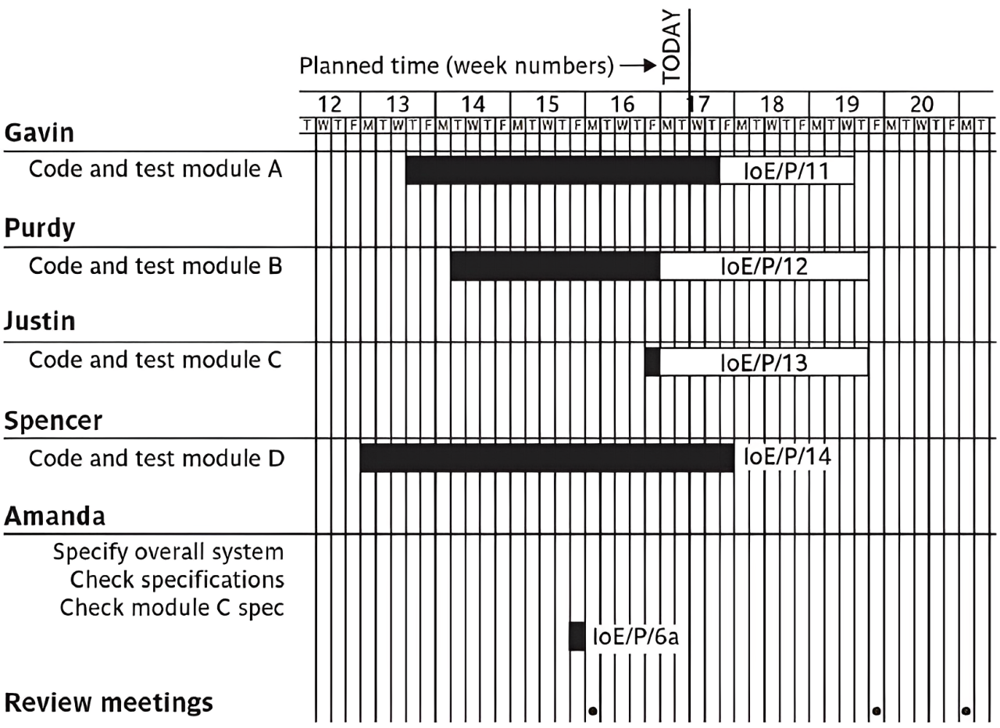 TODAY
Planned time (week numbers)
12 13 14 15 16 17 18 19 20
T W T F M T W T F M T W T F M T W T F M T W T F M T W T F M T W T F M T W T F M T W T F M T
Gavin
Code and test module A IoE/P/11
Purdy
Code and test module B IoE/P/12
Justin
Code and test module C IoE/P/13
Spencer
Code and test module D IoE/P/14
Amanda
Specify overall system
Check specifications
Check module C spec
IoE/P/6a
Review meetings